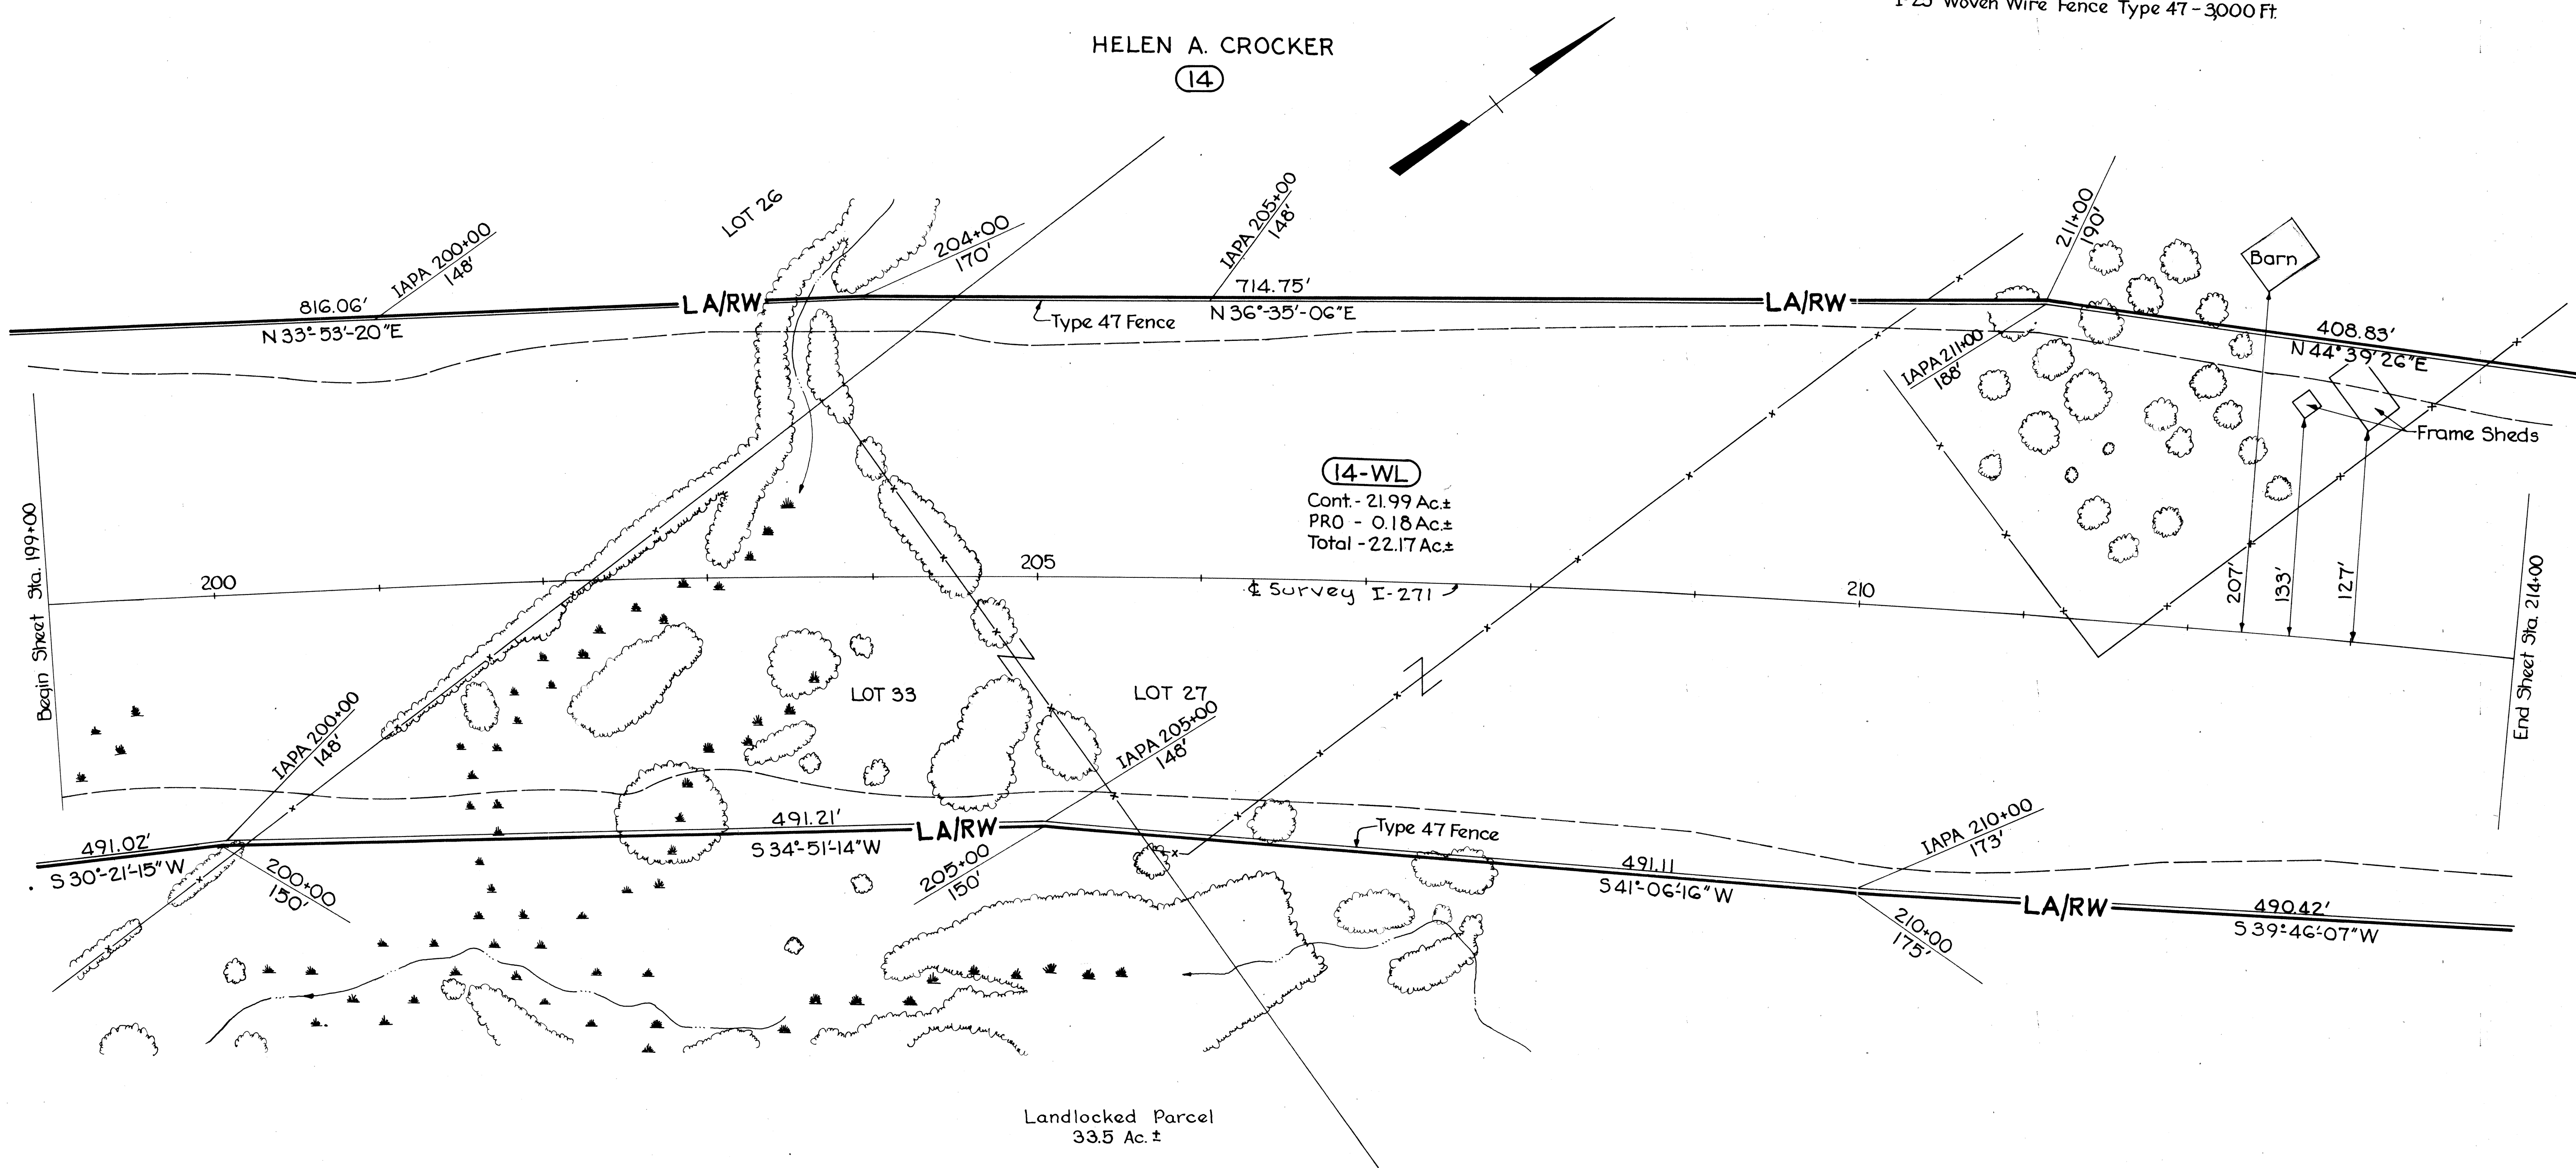 I-23 Woven Wire Fence Type 47 - 3,000 Ft.
HELEN A. CROCKER
14
LOT 26
IAPA 200+00
148'
204+00
170'
IAPA 205+00
148'
211+00
190'
Barn
816.06'
LA/RW
N 33°-53'-20"E
714.75'
Type 47 Fence
N 36°-35'-06"E
LA/RW
IAPA 211+00
188'
408.83'
N 44°39'26"E
Frame Sheds
14-WL
Cont.- 21.99 Ac.±
PRO - 0.18 Ac.±
Total - 22.17 Ac.±
Begin Sheet Sta. 199+00
200
205
℄ Survey I-271
210
207'
133'
127'
End Sheet Sta. 214+00
LOT 33
LOT 27
IAPA 200+00
148'
IAPA 205+00
148'
491.02'
S 30°-21'-15" W
200+00
150'
491.21'
S 34°-51'-14" W
LA/RW
205+00
150'
Type 47 Fence
491.11
S 41°-06'-16" W
IAPA 210+00
173'
210+00
175'
LA/RW
490.42'
S 39°-46'-07" W
Landlocked Parcel
33.5 Ac. ±